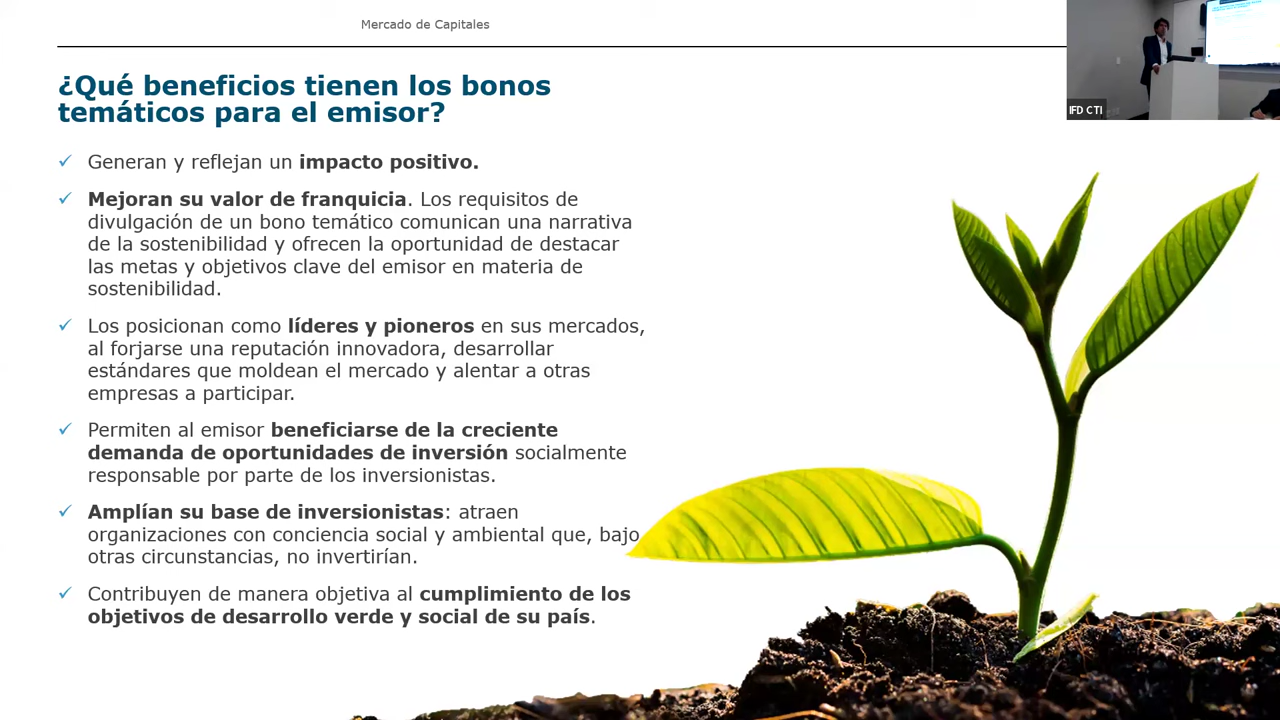 Mercado de Capitales
IFD CTI
¿Qué beneficios tienen los bonos
temáticos para el emisor?
✓ Generan y reflejan un impacto positivo.
✓ Mejoran su valor de franquicia. Los requisitos de
divulgación de un bono temático comunican una narrativa
de la sostenibilidad y ofrecen la oportunidad de destacar
las metas y objetivos clave del emisor en materia de
sostenibilidad.
✓ Los posicionan como líderes y pioneros en sus mercados,
al forjarse una reputación innovadora, desarrollar
estándares que moldean el mercado y alentar a otras
empresas a participar.
✓ Permiten al emisor beneficiarse de la creciente
demanda de oportunidades de inversión socialmente
responsable por parte de los inversionistas.
✓ Amplían su base de inversionistas: atraen
organizaciones con conciencia social y ambiental que, bajo
otras circunstancias, no invertirían.
✓ Contribuyen de manera objetiva al cumplimiento de los
objetivos de desarrollo verde y social de su país.